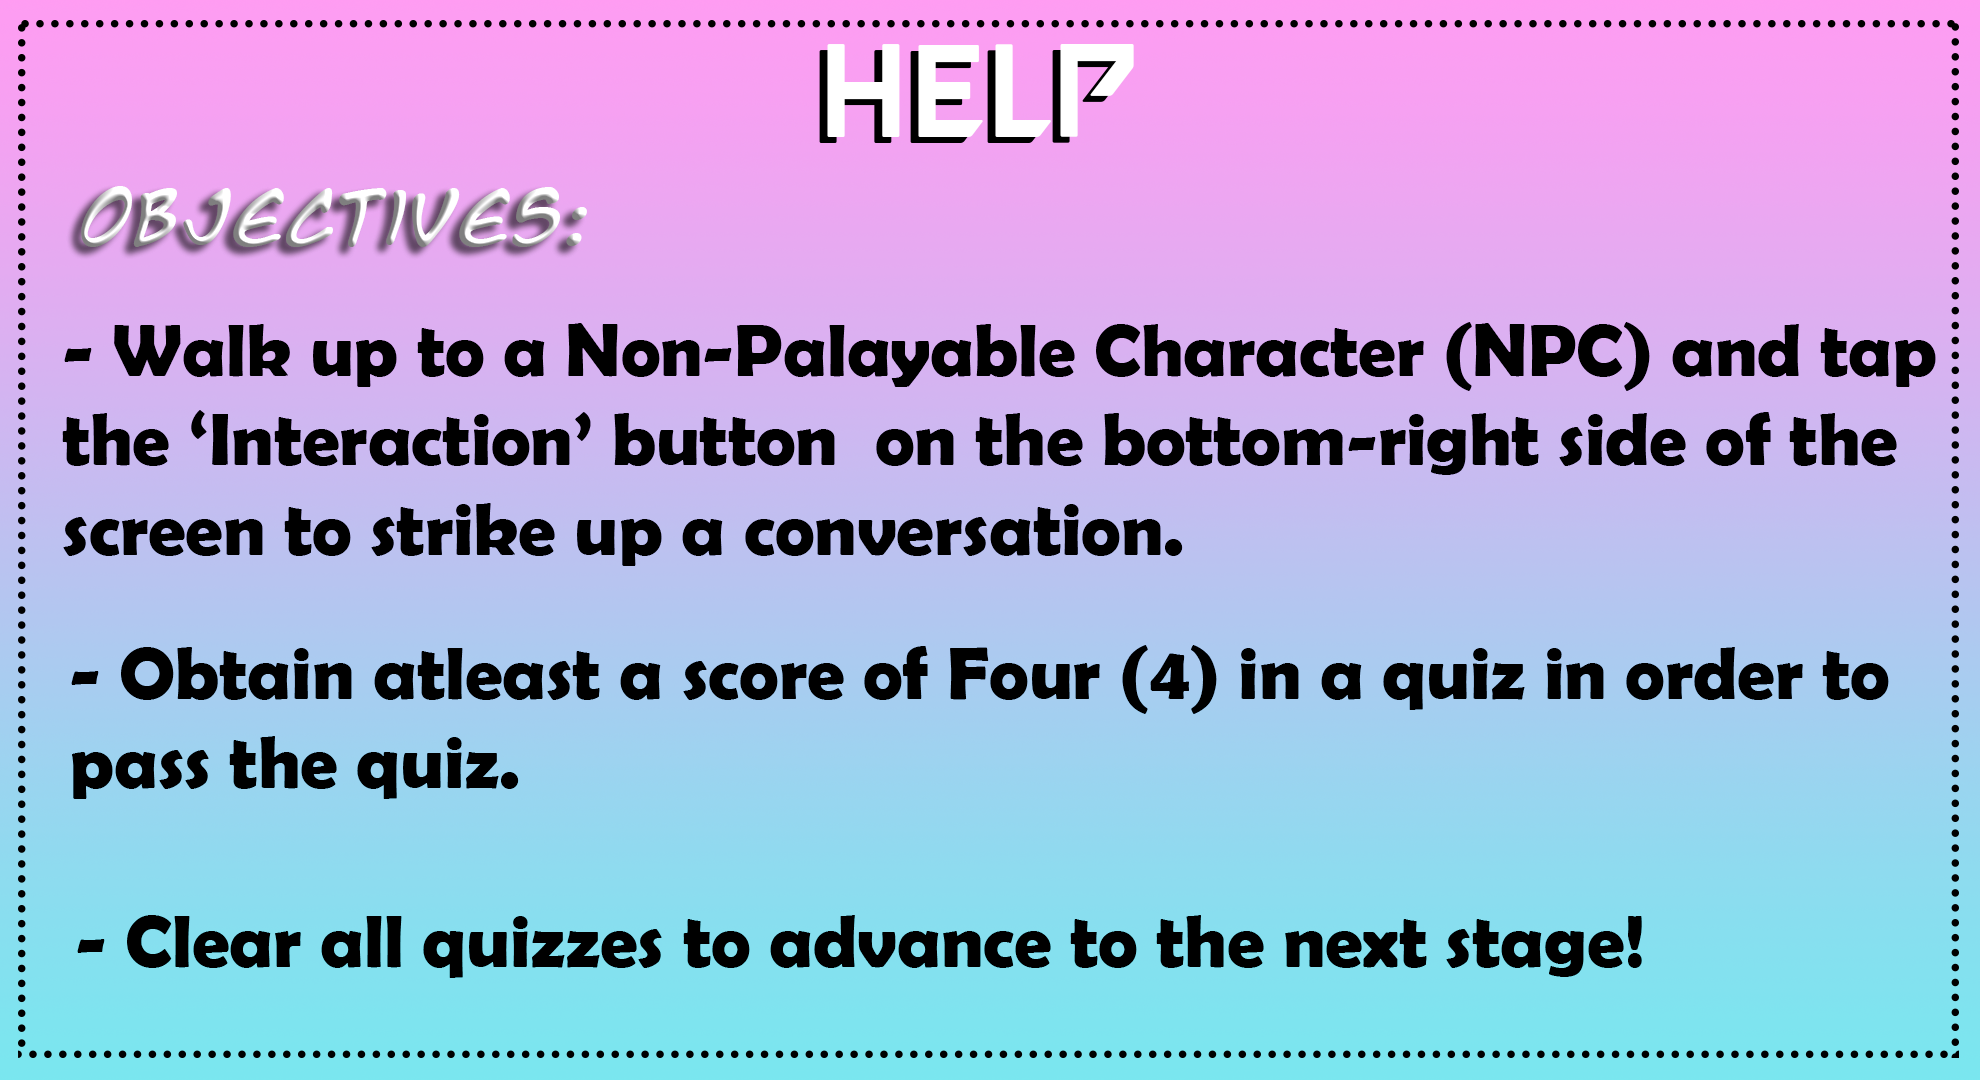 HELP
OBJECTIVES:
- Walk up to a Non-Palayable Character (NPC) and tap
the ‘Interaction’ button  on the bottom-right side of the
screen to strike up a conversation.
- Obtain atleast a score of Four (4) in a quiz in order to
pass the quiz.
- Clear all quizzes to advance to the next stage!